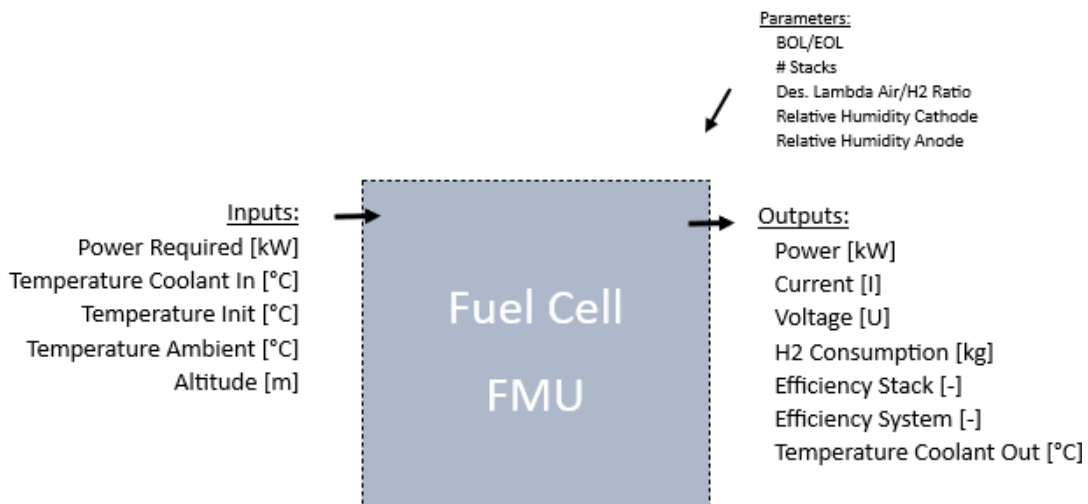 Parameters:
BOL/EOL
# Stacks
Des. Lambda Air/H2 Ratio
Relative Humidity Cathode
Relative Humidity Anode
Inputs:
Power Required [kW]
Temperature Coolant In [°C]
Temperature Init [°C]
Temperature Ambient [°C]
Altitude [m]
Fuel Cell
FMU
Outputs:
Power [kW]
Current [I]
Voltage [U]
H2 Consumption [kg]
Efficiency Stack [-]
Efficiency System [-]
Temperature Coolant Out [°C]